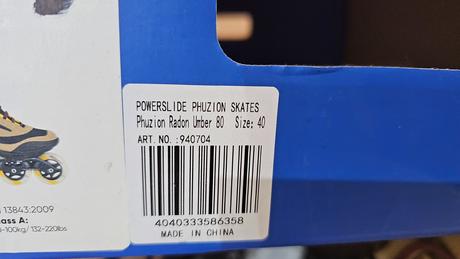 POWERSLIDE PHUZION SKATES
Phuzion Radon Umber 80 Size: 40
ART. NO. :940704
4040333586358
MADE IN CHINA
13843:2009
ass A:
-100kg/ 132-220lbs